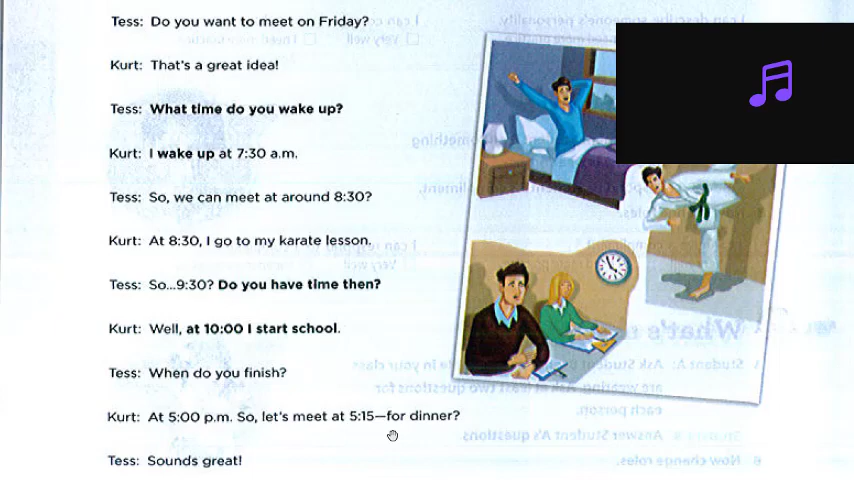 Tess: Do you want to meet on Friday?
Kurt: That's a great idea!
Tess: What time do you wake up?
Kurt: I wake up at 7:30 a.m.
Tess: So, we can meet at around 8:30?
Kurt: At 8:30, I go to my karate lesson.
Tess: So...9:30? Do you have time then?
Kurt: Well, at 10:00 I start school.
Tess: When do you finish?
Kurt: At 5:00 p.m. So, let's meet at 5:15—for dinner?
Tess: Sounds great!